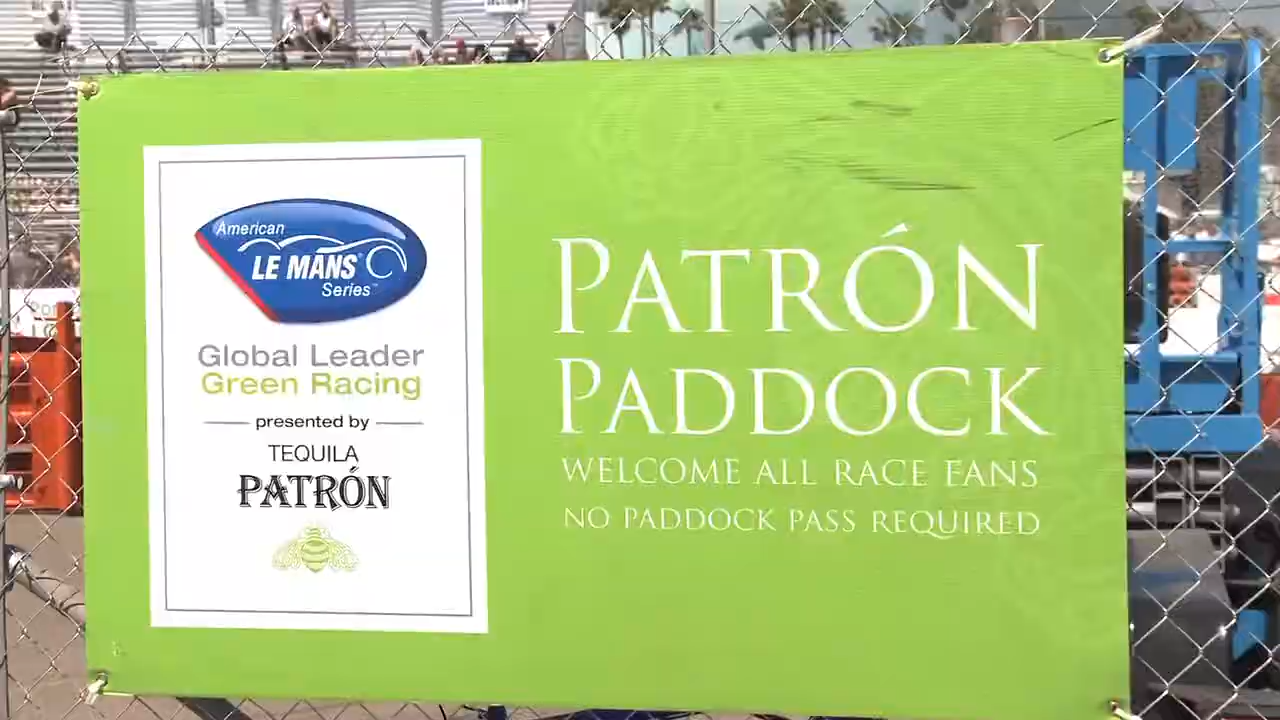 American
LE MANS
Series
Global Leader
Green Racing
presented by
TEQUILA
PATRÓN
PATRÓN
PADDOCK
WELCOME ALL RACE FANS
NO PADDOCK PASS REQUIRED